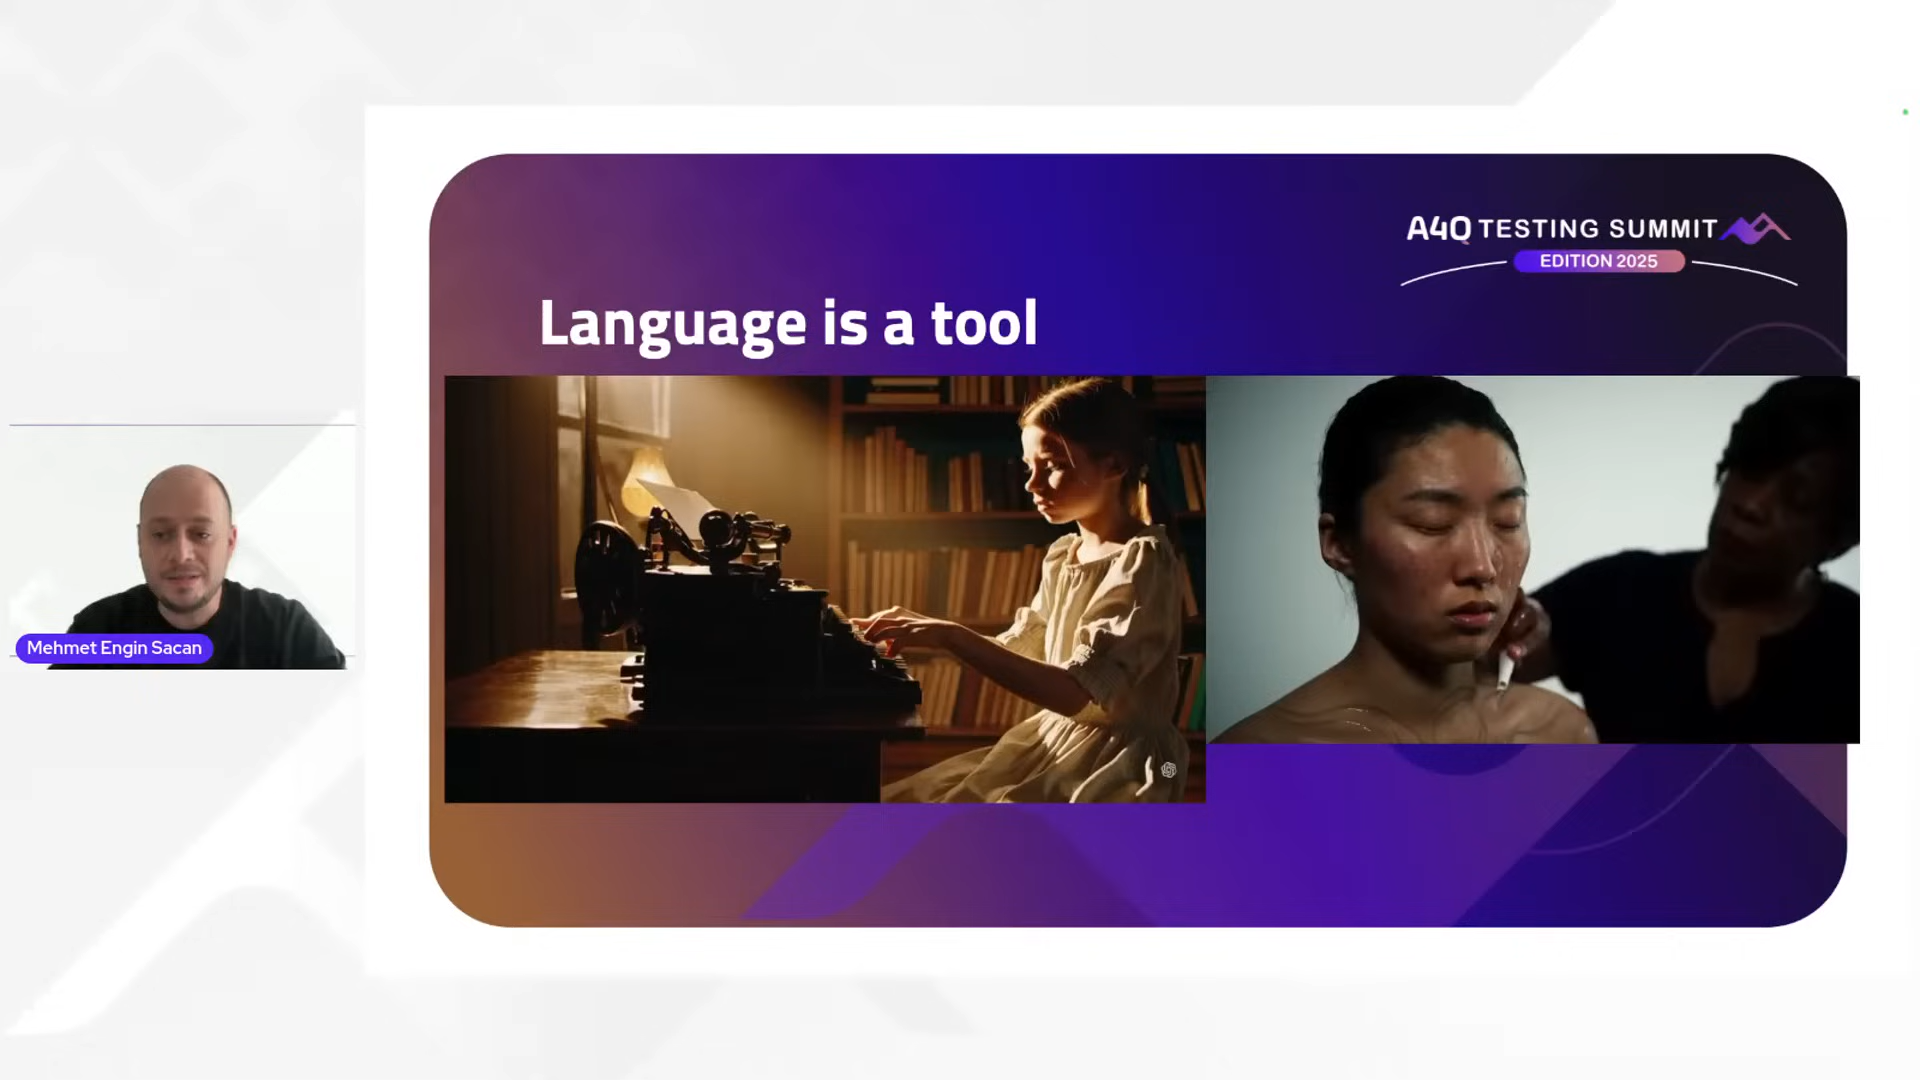 A4Q TESTING SUMMIT
EDITION 2025
Language is a tool
Mehmet Engin Sacan